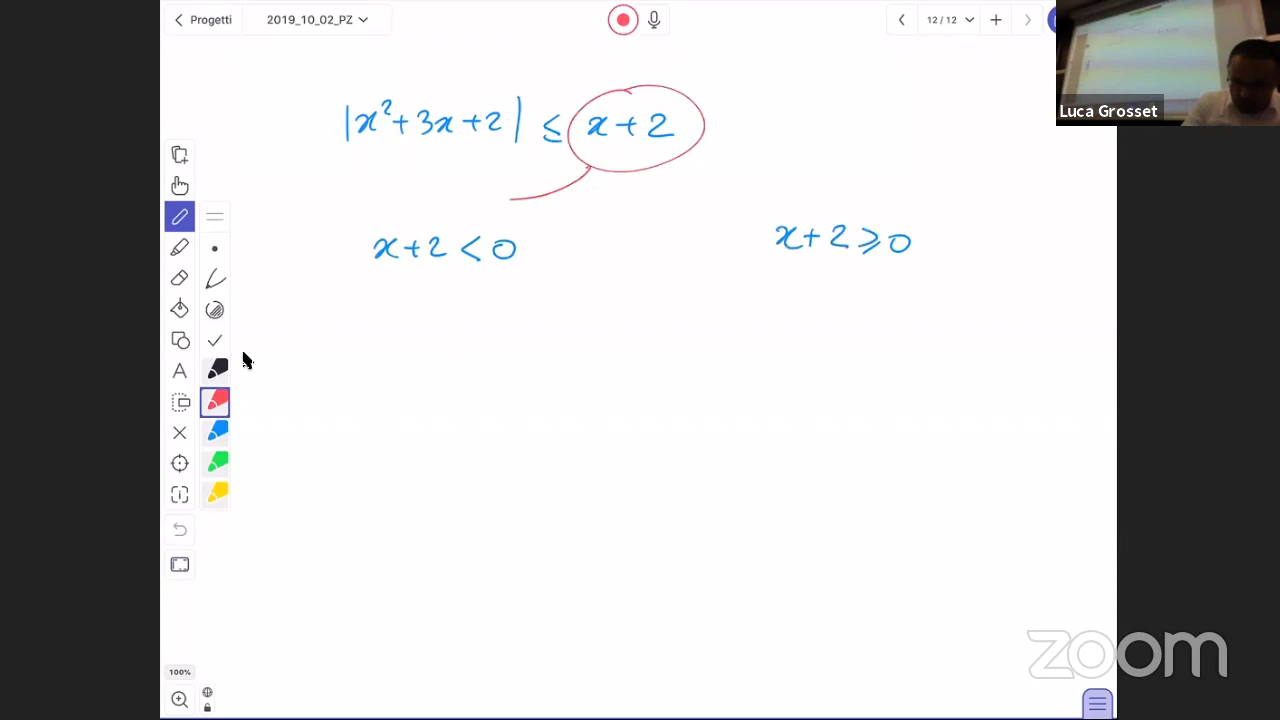 Progetti
2019_10_02_PZ
12 / 12
Luca Grosset
|x²+3x+2| ≤ x+2
x+2 < 0
x+2 ⩾ 0
A
100%
zoom